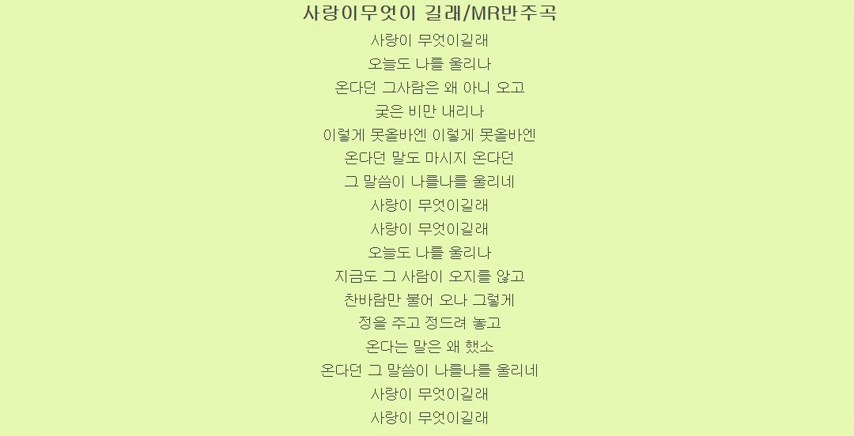 사랑이무엇이 길래/MR반주곡
사랑이 무엇이길래
오늘도 나를 울리나
온다던 그사람은 왜 아니 오고
궂은 비만 내리나
이렇게 못올바엔 이렇게 못올바엔
온다던 말도 마시지 온다던
그 말씀이 나를나를 울리네
사랑이 무엇이길래
사랑이 무엇이길래
오늘도 나를 울리나
지금도 그 사람이 오지를 않고
찬바람만 불어 오나 그렇게
정을 주고 정드려 놓고
온다는 말은 왜 했소
온다던 그 말씀이 나를나를 울리네
사랑이 무엇이길래
사랑이 무엇이길래